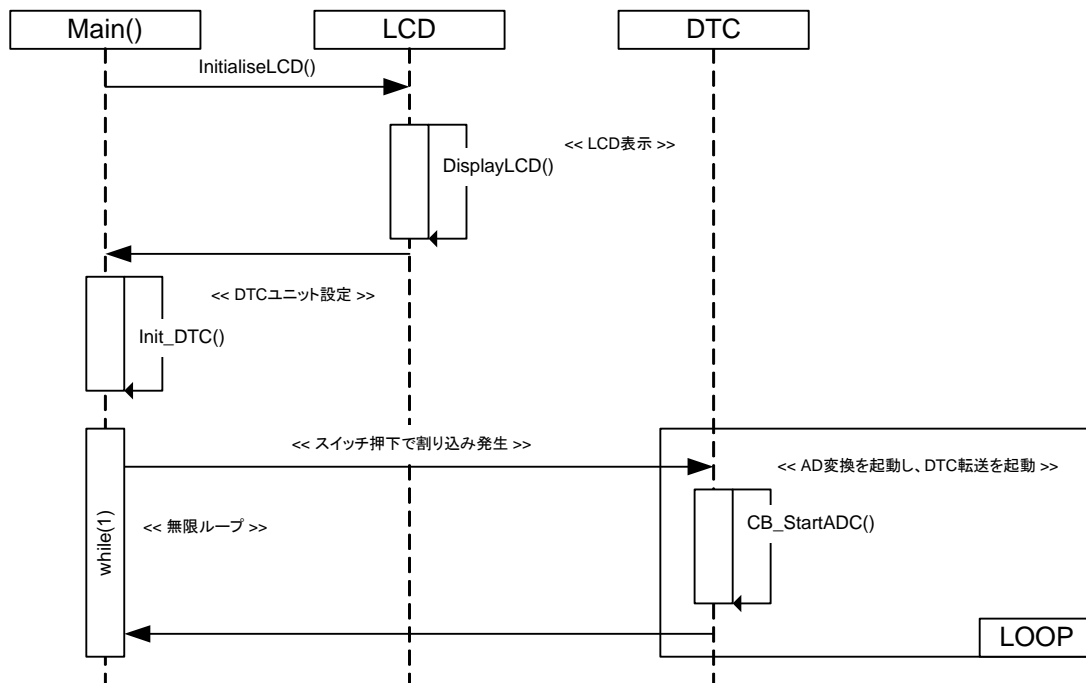 Main()
LCD
DTC
InitialiseLCD()
<< LCD表示 >>
DisplayLCD()
<< DTCユニット設定 >>
Init_DTC()
<< スイッチ押下で割り込み発生 >>
<< AD変換を起動し、DTC転送を起動 >>
CB_StartADC()
while(1)
<< 無限ループ >>
LOOP